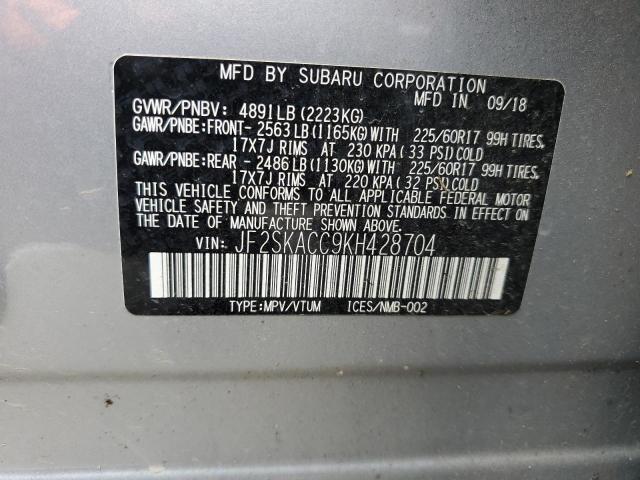 MFD BY SUBARU CORPORATION
MFD IN 09/18
GVWR/PNBV: 4891LB(2223KG)
GAWR/PNBE:FRONT- 2563LB(1165KG)WITH 225/60R17 99H TIRES,
17X7J RIMS AT 230 KPA( 33 PSI)COLD
GAWR/PNBE:REAR - 2486LB(1130KG)WITH 225/60R17 99H TIRES,
17X7J RIMS AT 220 KPA( 32 PSI)COLD
THIS VEHICLE CONFORMS TO ALL APPLICABLE FEDERAL MOTOR
VEHICLE SAFETY AND THEFT PREVENTION STANDARDS IN EFFECT ON
THE DATE OF MANUFACTURE SHOWN ABOVE.
VIN: JF2SKACC9KH428704
TYPE:MPV/VTUM ICES/NMB-002